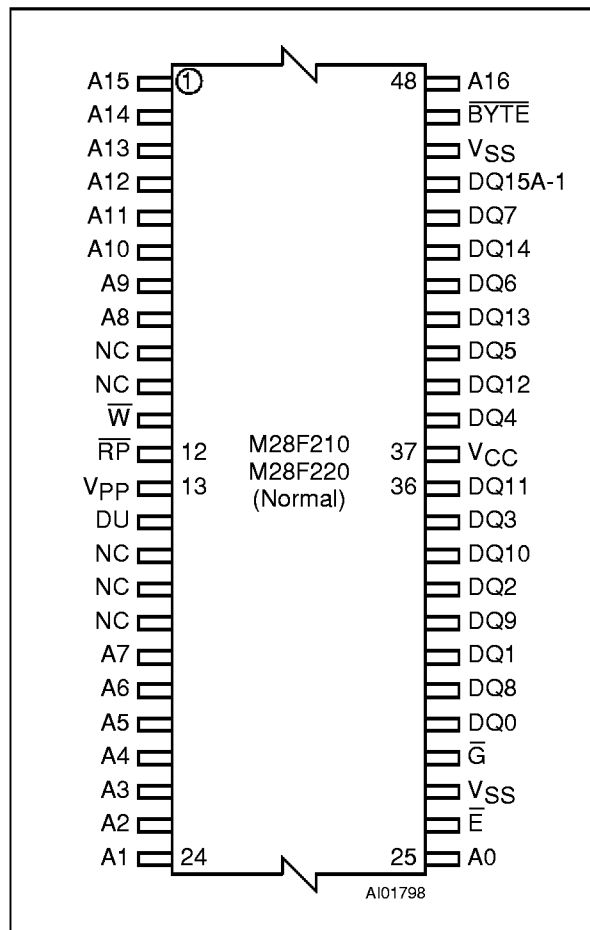 A15 1 48 A16
A14 B̅Y̅T̅E̅
A13 VSS
A12 DQ15A-1
A11 DQ7
A10 DQ14
A9 DQ6
A8 DQ13
NC DQ5
NC DQ12
W̅ DQ4
R̅P̅ 12 M28F210 37 VCC
VPP 13 M28F220 36 DQ11
(Normal)
DU DQ3
NC DQ10
NC DQ2
NC DQ9
A7 DQ1
A6 DQ8
A5 DQ0
A4 G̅
A3 VSS
A2 E̅
A1 24 25 A0
AI01798